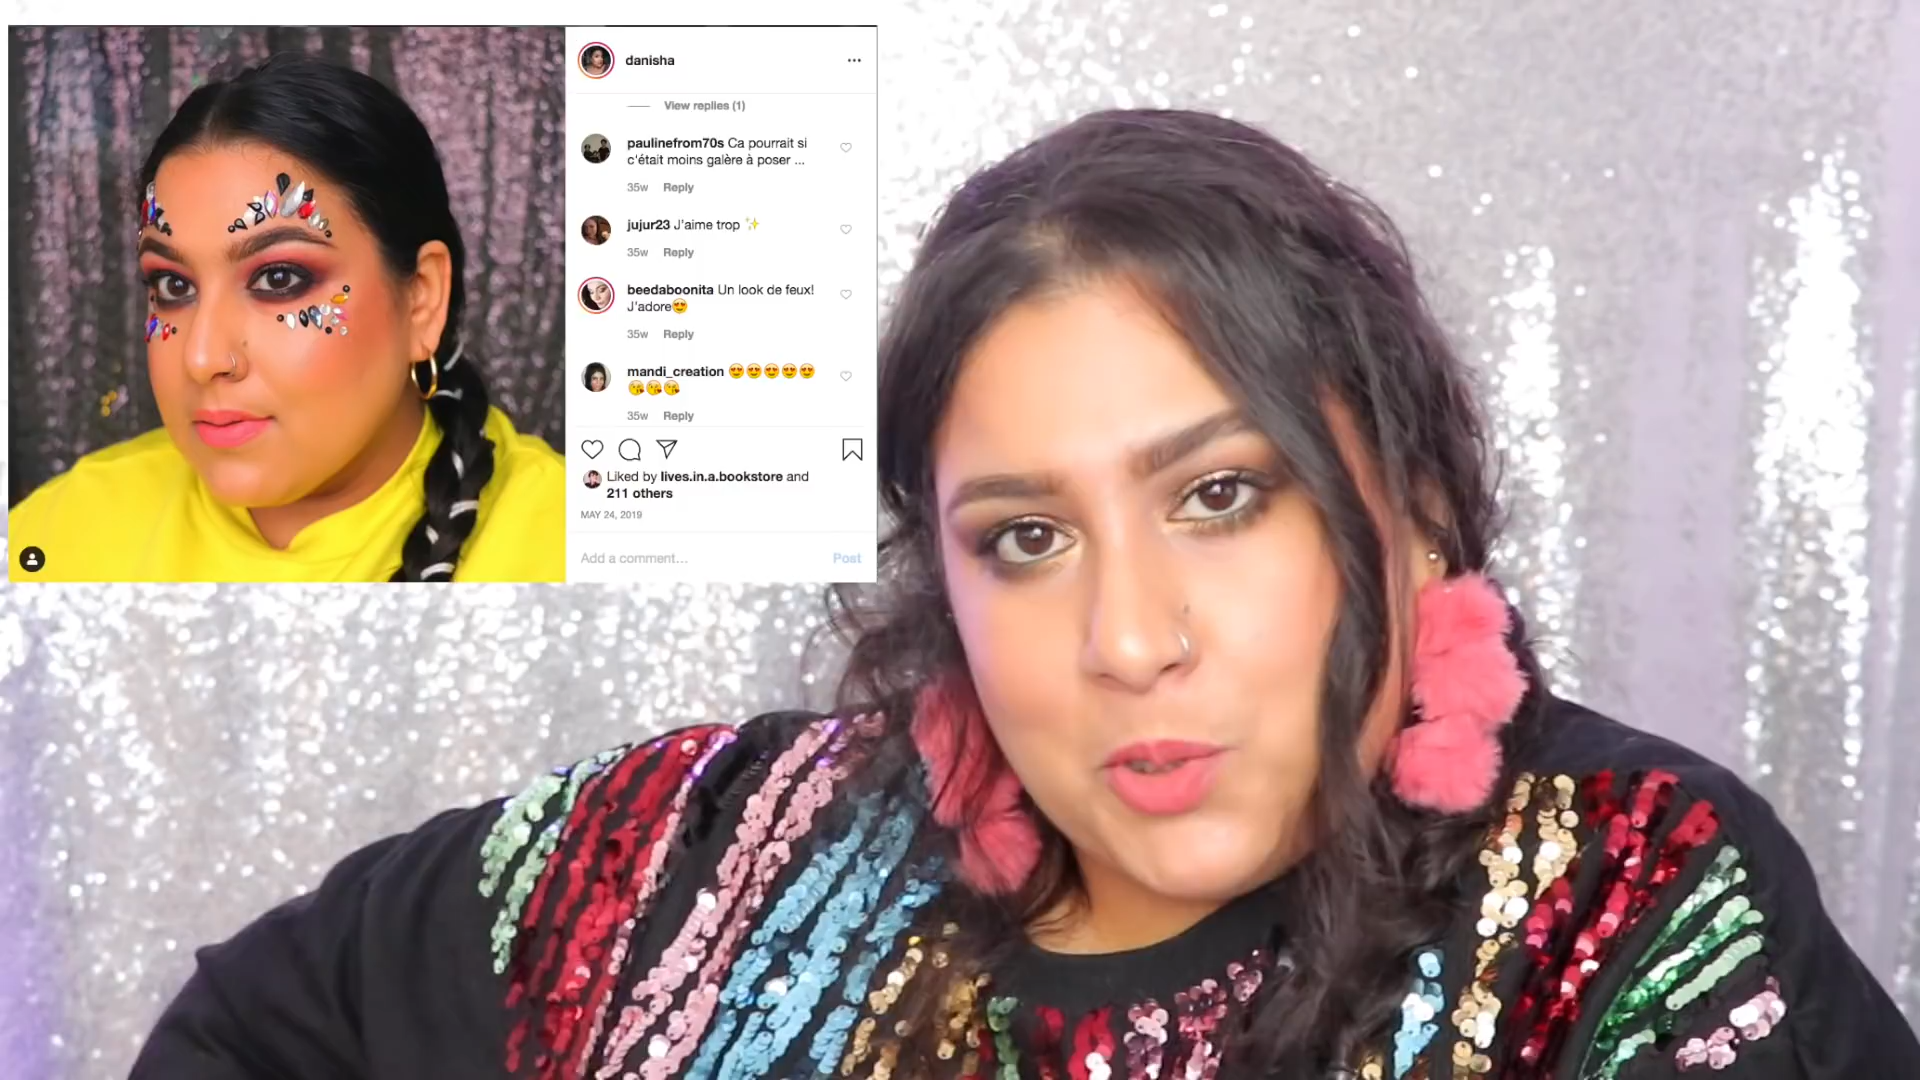 danisha
View replies (1)
paulinefrom70s Ca pourrait si
c'était moins galère à poser ...
35w Reply
jujur23 J'aime trop ✨
35w Reply
beedaboonita Un look de feux!
J'adore😍
35w Reply
mandi_creation 😍😍😍😍😍
😘😘😘
35w Reply
Liked by lives.in.a.bookstore and
211 others
MAY 24, 2019
Add a comment... Post